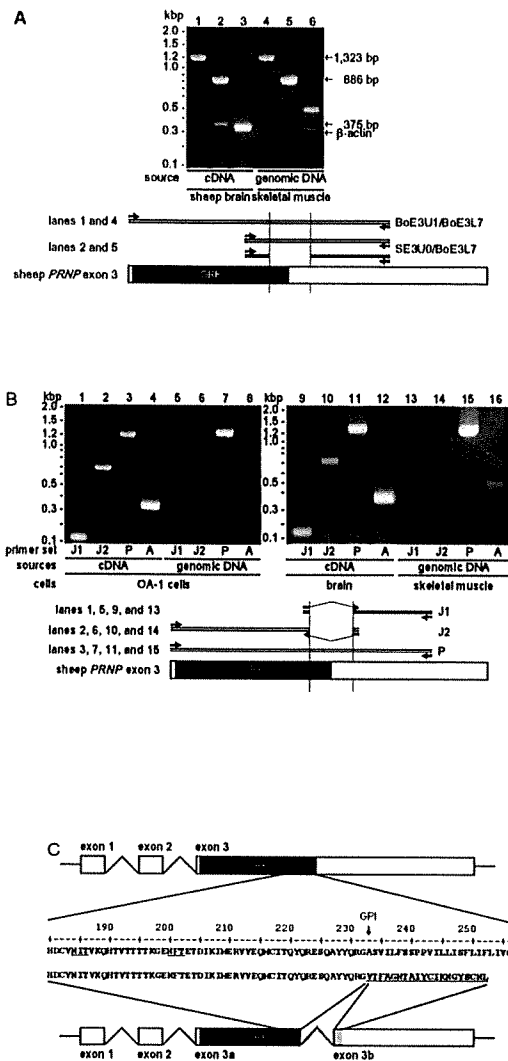 A
kbp 1 2 3 4 5 6
2.0
1.6
1.2
1.0
0.5
0.3
0.1
1,323 bp
886 bp
375 bp
β-actin
source cDNA genomic DNA
sheep brain skeletal muscle
lanes 1 and 4 BoE3U1/BoE3L7
lanes 2 and 5 SE3U0/BoE3L7
sheep PRNP exon 3 ORF
B
kbp 1 2 3 4 5 6 7 8
2.0
1.6
1.2
1.0
0.5
0.3
0.1
kbp 9 10 11 12 13 14 15 16
2.0
1.6
1.2
1.0
0.5
0.3
0.1
primer set J1 J2 P A J1 J2 P A J1 J2 P A J1 J2 P A
sources cDNA genomic DNA cDNA genomic DNA
cells OA-1 cells brain skeletal muscle
lanes 1, 5, 9, and 13 J1
lanes 2, 6, 10, and 14 J2
lanes 3, 7, 11, and 15 P
sheep PRNP exon 3
C
exon 1 exon 2 exon 3
GPI
190 200 210 220 230 240 250
exon 1 exon 2 exon 3a exon 3b